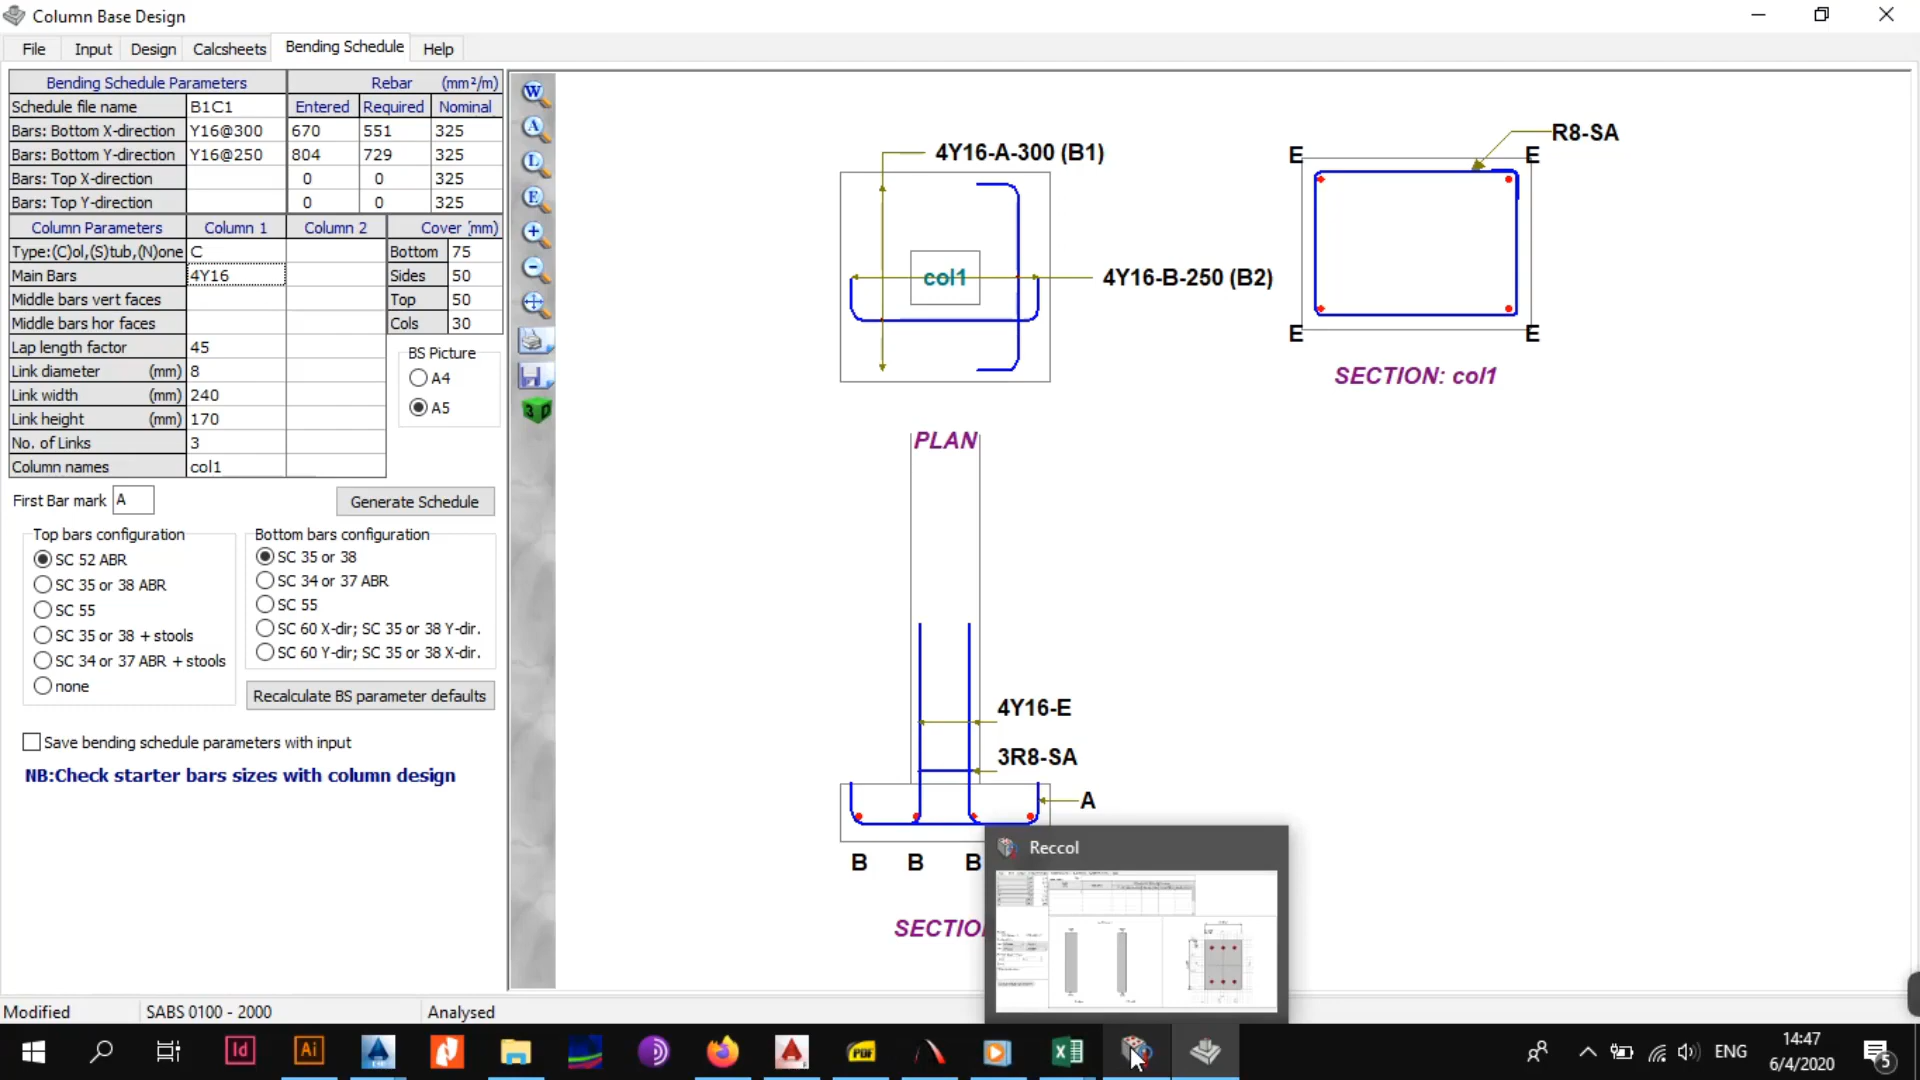 Column Base Design
File Input Design Calcsheets Bending Schedule Help
Bending Schedule Parameters Rebar (mm²/m)
Schedule file name B1C1 Entered Required Nominal
Bars: Bottom X-direction Y16@300 670 551 325
Bars: Bottom Y-direction Y16@250 804 729 325
Bars: Top X-direction 0 0 325
Bars: Top Y-direction 0 0 325
Column Parameters Column 1 Column 2 Cover [mm)
Type:(C)ol,(S)tub,(N)one C Bottom 75
Main Bars 4Y16 Sides 50
Middle bars vert faces Top 50
Middle bars hor faces Cols 30
Lap length factor 45
Link diameter (mm) 8
Link width (mm) 240
Link height (mm) 170
No. of Links 3
Column names col1
BS Picture
A4
A5
First Bar mark A Generate Schedule
Top bars configuration
SC 52 ABR
SC 35 or 38 ABR
SC 55
SC 35 or 38 + stools
SC 34 or 37 ABR + stools
none
Bottom bars configuration
SC 35 or 38
SC 34 or 37 ABR
SC 55
SC 60 X-dir; SC 35 or 38 Y-dir.
SC 60 Y-dir; SC 35 or 38 X-dir.
Recalculate BS parameter defaults
Save bending schedule parameters with input
NB:Check starter bars sizes with column design
W
A
L
E
3D
4Y16-A-300 (B1)
col1
4Y16-B-250 (B2)
PLAN
R8-SA
E E
E E
SECTION: col1
4Y16-E
3R8-SA
A
B B B
SECTIO
Reccol
Modified SABS 0100 - 2000 Analysed
Id Ai PDF ENG
14:47
6/4/2020
5